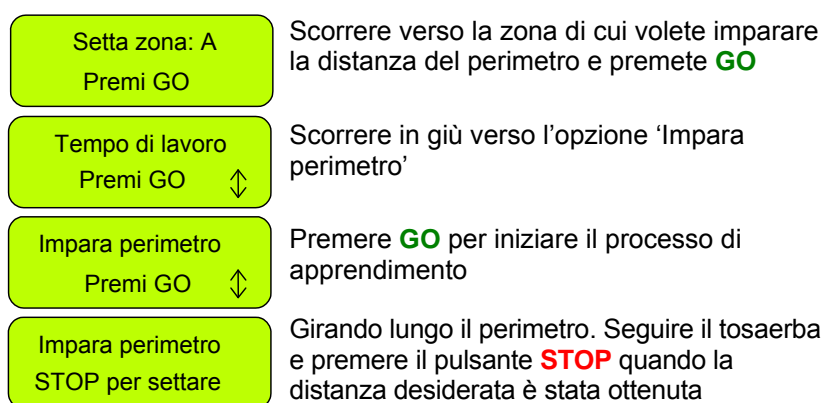 Setta zona: A
Premi GO
Scorrere verso la zona di cui volete imparare
la distanza del perimetro e premete GO
Tempo di lavoro
Premi GO
Scorrere in giù verso l’opzione ‘Impara
perimetro’
Impara perimetro
Premi GO
Premere GO per iniziare il processo di
apprendimento
Impara perimetro
STOP per settare
Girando lungo il perimetro. Seguire il tosaerba
e premere il pulsante STOP quando la
distanza desiderata è stata ottenuta